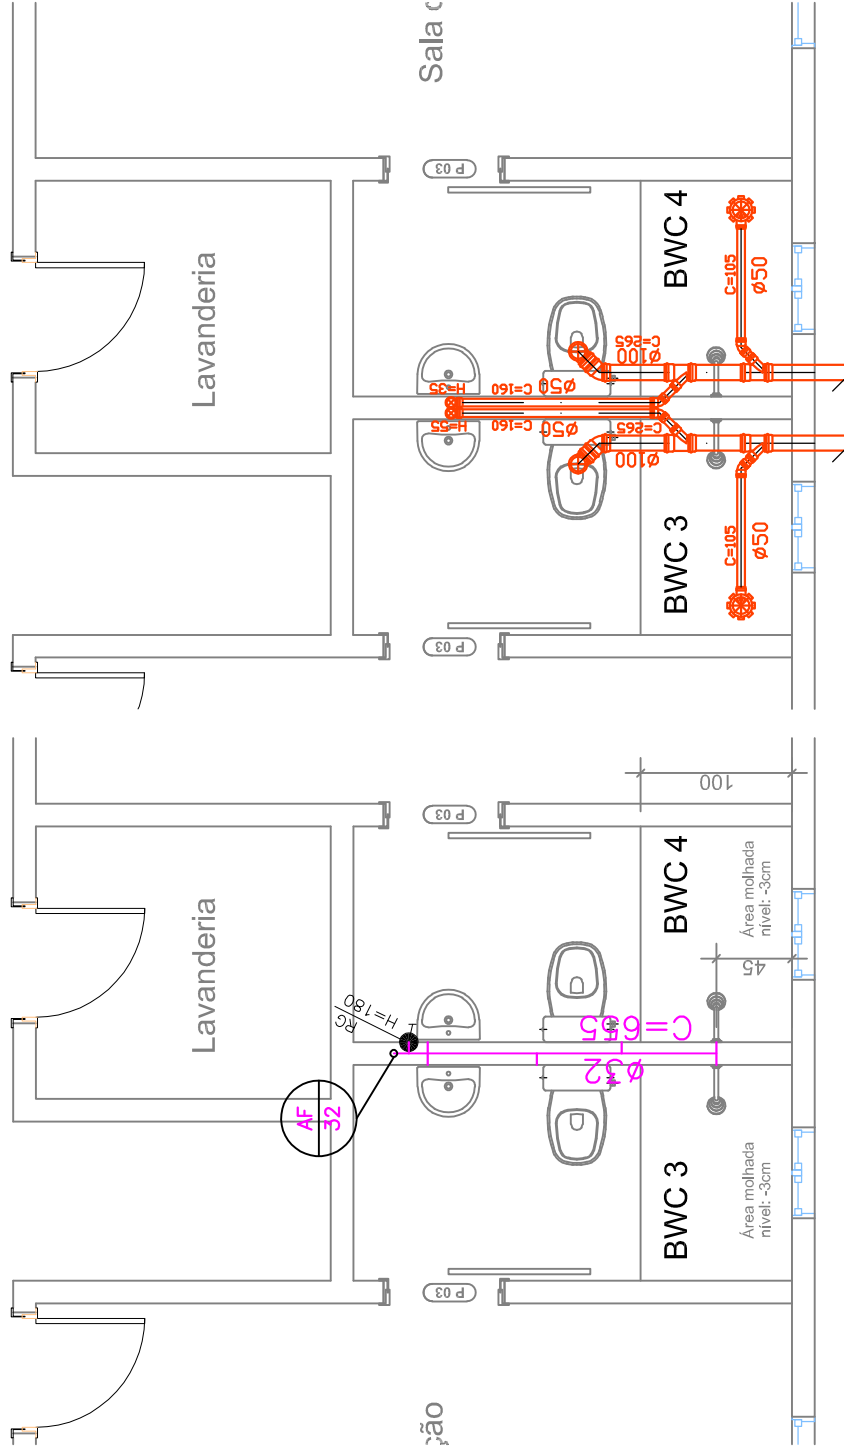 Sala
P 03
BWC 4
Lavanderia
C=105
ø50
C=265
ø100
H=35
C=160
ø50
H=55
C=160
ø50
C=265
ø100
BWC 3
C=105
ø50
P 03
100
P 03
BWC 4
Área molhada
nível: -3cm
Lavanderia
45
RG
H=180
C=655
ø32
AF
32
BWC 3
Área molhada
nível: -3cm
P 03
ção